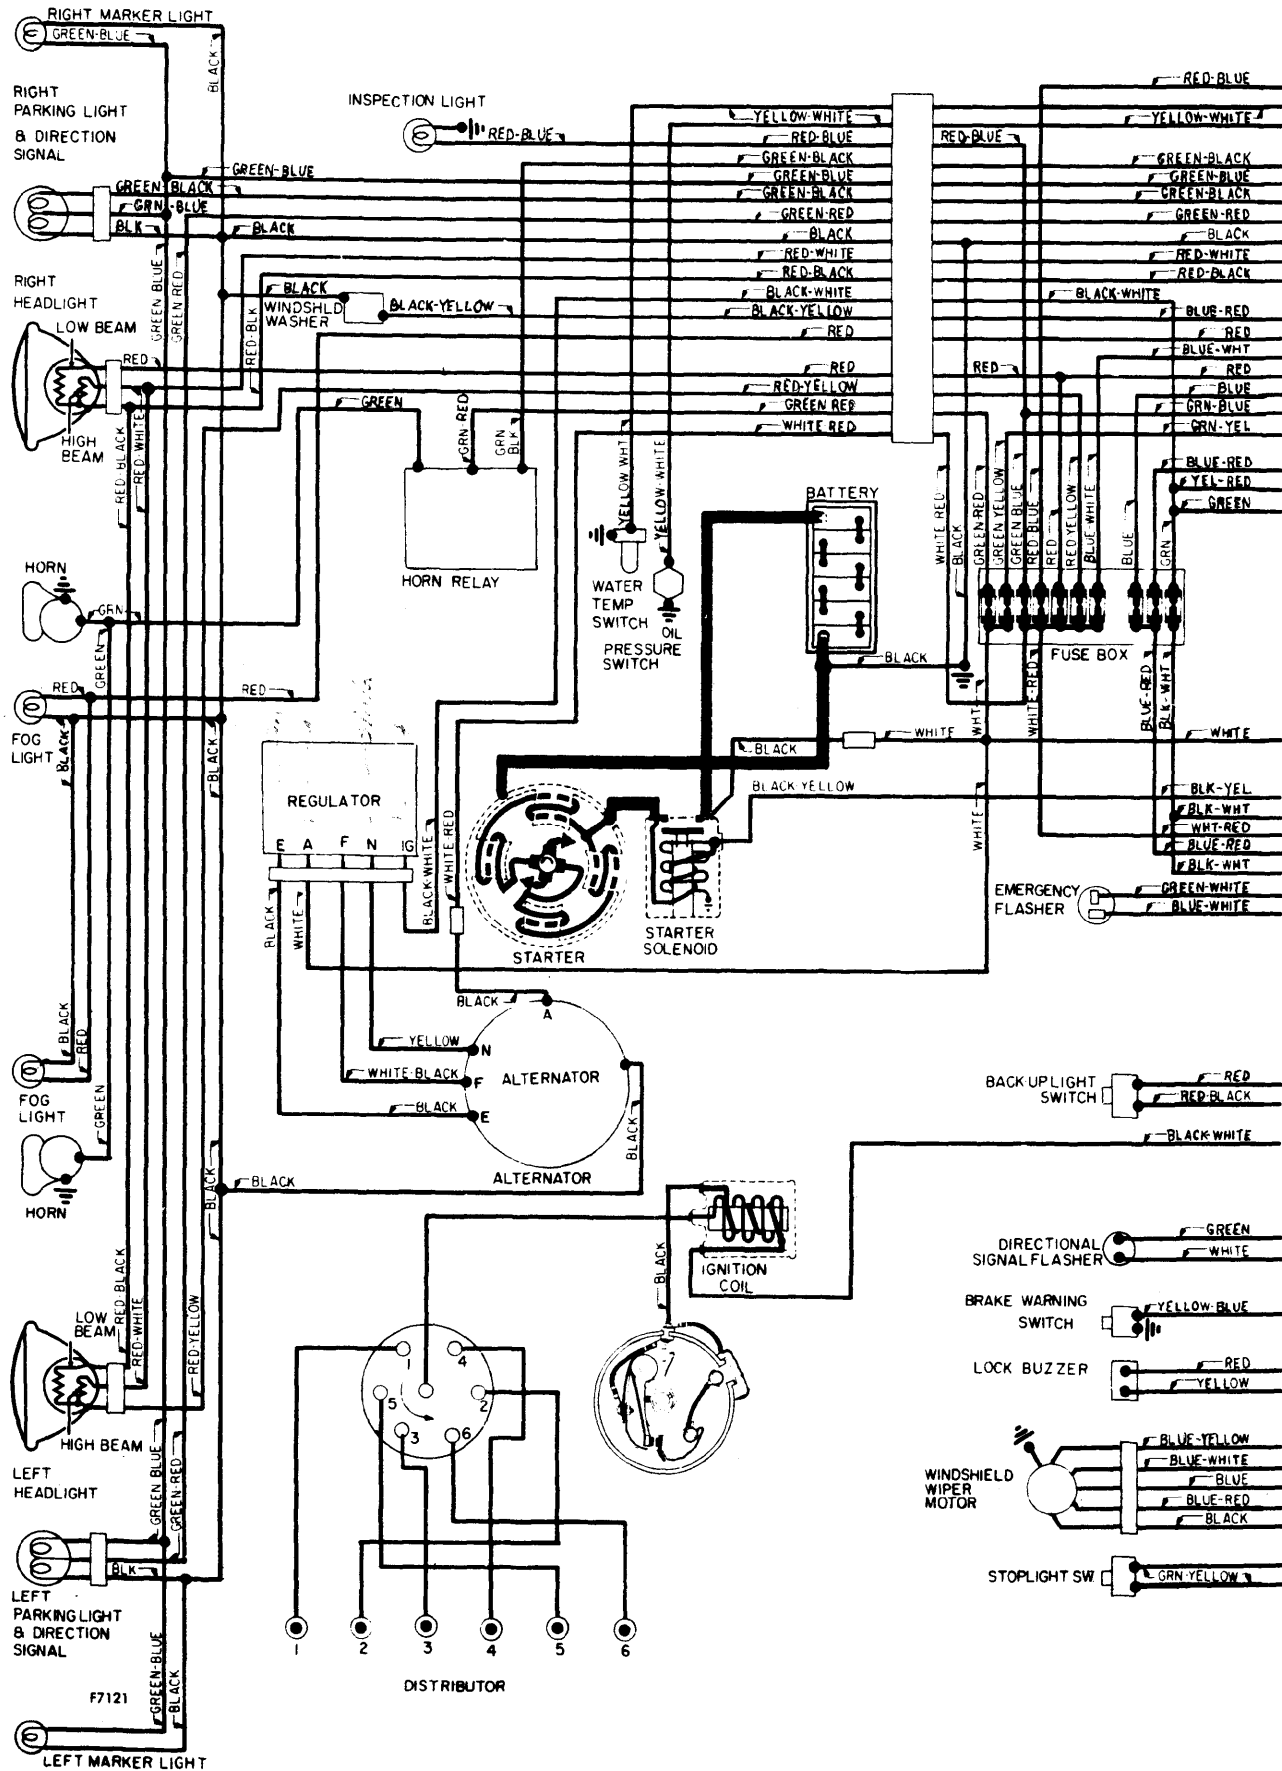 RIGHT MARKER LIGHT
GREEN-BLUE
BLACK
RIGHT
PARKING LIGHT
& DIRECTION
SIGNAL
INSPECTION LIGHT
RED-BLUE
YELLOW-WHITE
RED-BLUE
GREEN-BLACK
GREEN-BLUE
GREEN-BLACK
GREEN-RED
BLACK
RED-WHITE
RED-BLACK
BLACK-WHITE
BLACK-YELLOW
RED
RED
RED-YELLOW
GREEN RED
WHITE RED
RED-BLUE
RED-BLUE
YELLOW-WHITE
GREEN-BLACK
GREEN-BLUE
GREEN-BLACK
GREEN-RED
BLACK
RED-WHITE
RED-BLACK
BLACK-WHITE
BLUE-RED
RED
BLUE-WHT
RED
RED
BLUE
GRN-BLUE
GRN-YEL
BLUE-RED
YEL-RED
GREEN
GREEN-BLUE
GREEN-BLACK
GRN-BLUE
BLK
BLACK
GREEN BLUE
GREEN RED
RIGHT
HEADLIGHT
LOW BEAM
HIGH
BEAM
RED
RED-BLK
BLACK
WINDSHLD
WASHER
BLACK-YELLOW
RED-BLACK
RED-WHITE
GREEN
GRN-RED
GRN
BLK
HORN RELAY
YELLOW WHT
YELLOW-WHITE
WATER
TEMP
SWITCH
OIL
PRESSURE
SWITCH
BATTERY
BLACK
WHITE RED
BLACK
GREEN-RED
GREEN YELLOW
GREEN BLUE
RED-BLUE
RED
RED YELLOW
BLUE-WHITE
BLUE
GRN
FUSE BOX
WHT
WHITE-RED
BLUE-RED
BLK-WHT
HORN
GRN
GREEN
RED
RED
FOG
LIGHT
BLACK
BLACK
REGULATOR
E A F N IG
BLACK
WHITE
BLACK-WHITE
WHITE RED
BLACK
WHITE
WHITE
BLACK YELLOW
WHITE
BLK-YEL
BLK-WHT
WHT-RED
BLUE-RED
BLK-WHT
EMERGENCY
FLASHER
GREEN-WHITE
BLUE-WHITE
STARTER
STARTER
SOLENOID
BLACK
A
YELLOW
N
WHITE-BLACK
F
BLACK
E
ALTERNATOR
ALTERNATOR
BLACK
BLACK
BLACK
RED
FOG
LIGHT
GREEN
HORN
BLACK
BACK-UP LIGHT
SWITCH
RED
RED-BLACK
BLACK-WHITE
IGNITION
COIL
BLACK
DIRECTIONAL
SIGNAL FLASHER
GREEN
WHITE
BRAKE WARNING
SWITCH
YELLOW-BLUE
LOCK BUZZER
RED
YELLOW
RED-BLACK
RED-WHITE
RED-YELLOW
LOW
BEAM
HIGH BEAM
LEFT
HEADLIGHT
GREEN BLUE
GREEN-RED
1
4
5
2
3
6
WINDSHIELD
WIPER
MOTOR
BLUE-YELLOW
BLUE-WHITE
BLUE
BLUE-RED
BLACK
STOPLIGHT SW.
GRN-YELLOW
BLK
LEFT
PARKING LIGHT
& DIRECTION
SIGNAL
1 2 3 4 5 6
DISTRIBUTOR
F7121
GREEN-BLUE
BLACK
LEFT MARKER LIGHT